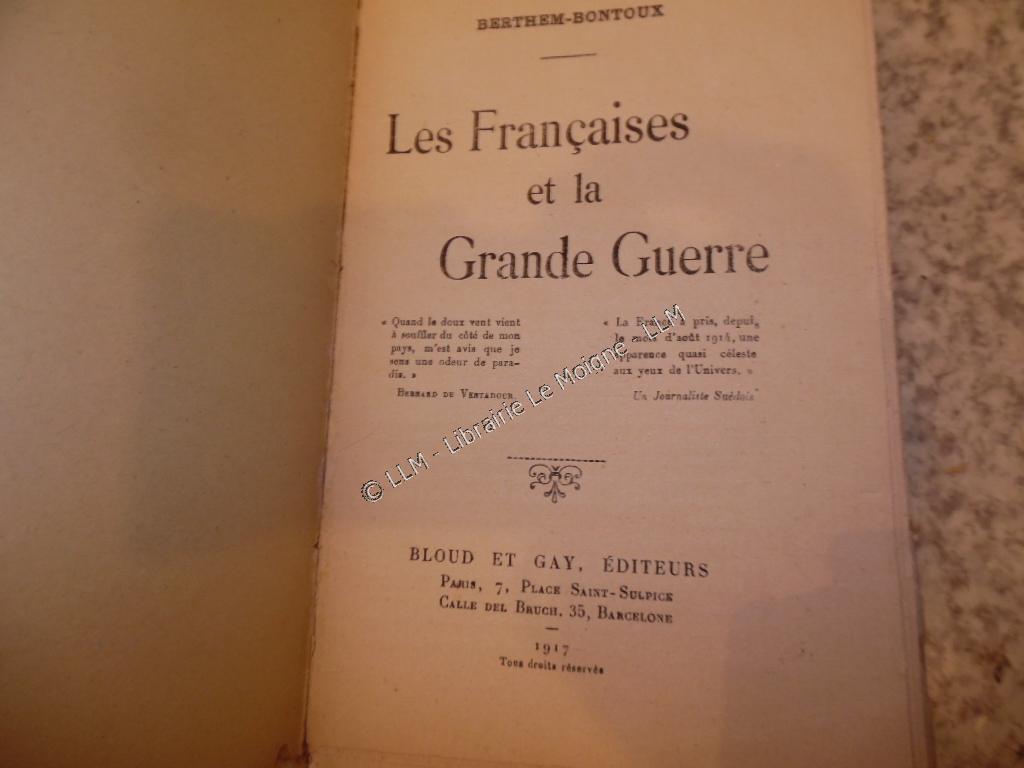 BERTHEM-BONTOUX
Les Françaises
et la
Grande Guerre
« Quand le doux vent vient
à souffler du côté de mon
pays, m'est avis que je
sens une odeur de para-
dis. »
BERNARD DE VENTADOUR.
« La France a pris, depuis
le mois d'août 1914, une
apparence quasi céleste
aux yeux de l'Univers. »
Un Journaliste Suédois
© LLM - Librairie Le Moigne - LLM
BLOUD ET GAY, ÉDITEURS
PARIS, 7, PLACE SAINT-SULPICE
CALLE DEL BRUCH, 35, BARCELONE
1917
Tous droits réservés